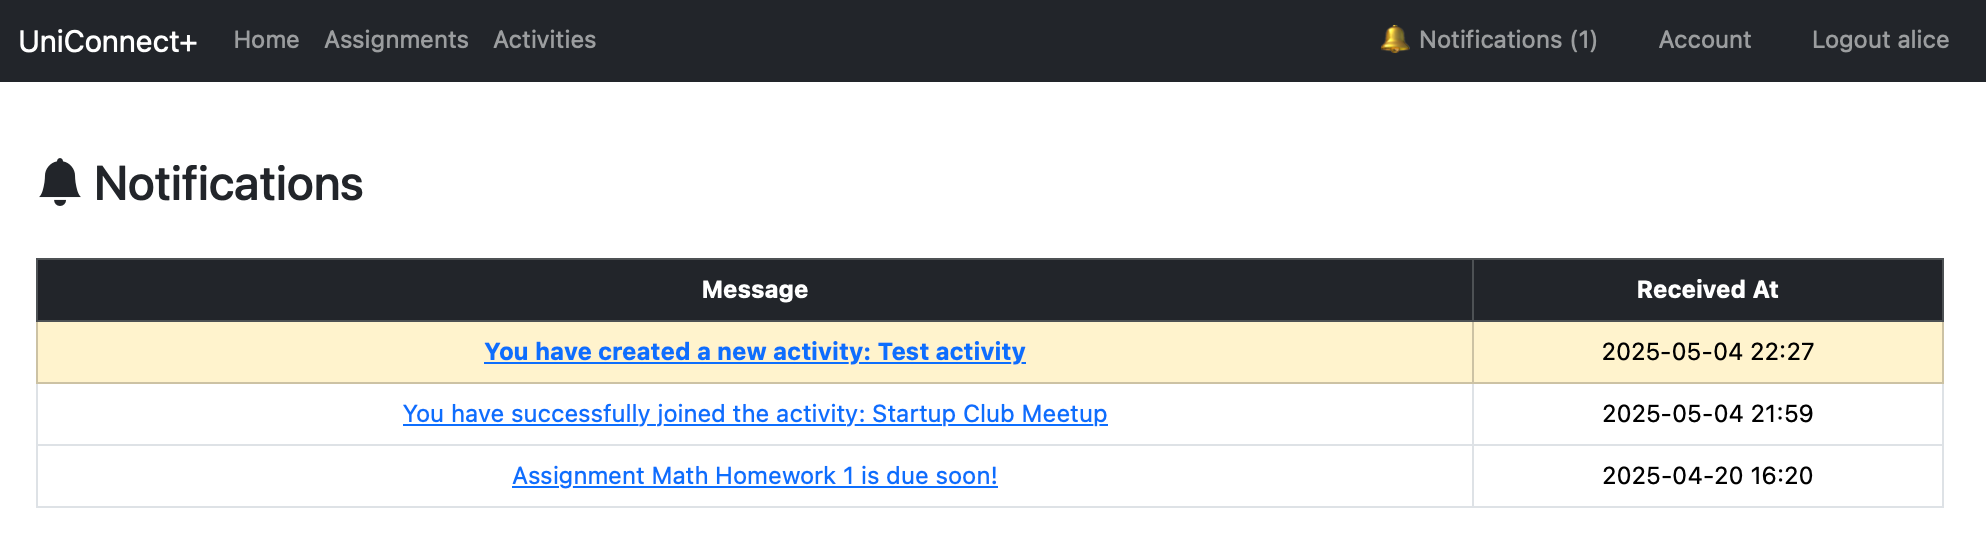 UniConnect+ Home Assignments Activities 🔔 Notifications (1) Account Logout alice
Notifications
Message Received At
You have created a new activity: Test activity 2025-05-04 22:27
You have successfully joined the activity: Startup Club Meetup 2025-05-04 21:59
Assignment Math Homework 1 is due soon! 2025-04-20 16:20